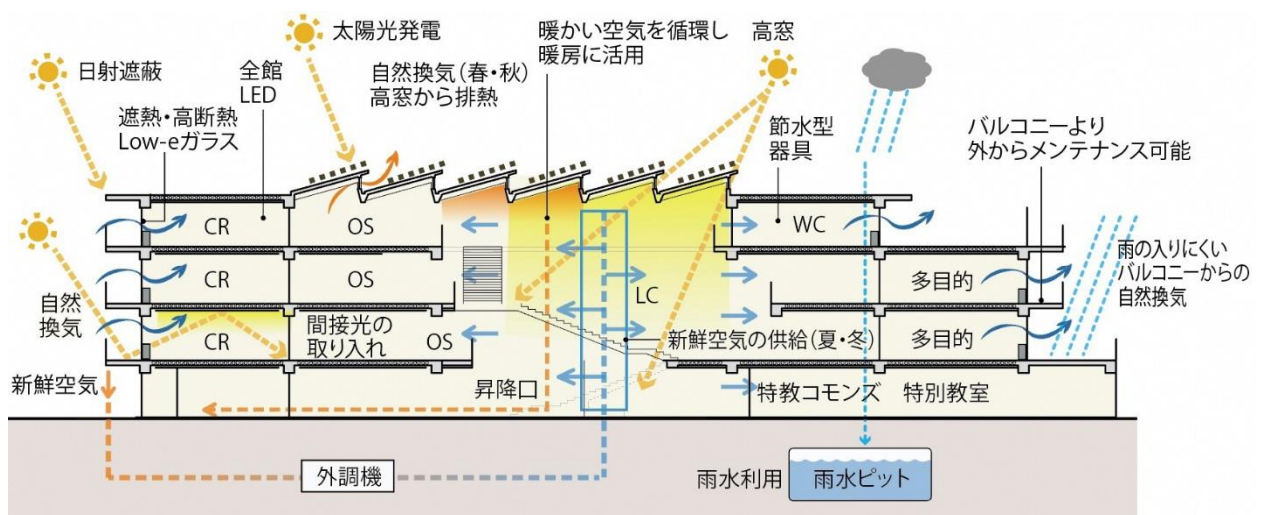 太陽光発電
暖かい空気を循環し
暖房に活用
高窓
日射遮蔽
全館
LED
自然換気（春・秋）
高窓から排熱
遮熱・高断熱
Low-eガラス
節水型
器具
バルコニーより
外からメンテナンス可能
CR
OS
WC
CR
OS
LC
多目的
雨の入りにくい
バルコニーからの
自然換気
自然
換気
CR
間接光の
取り入れ
OS
新鮮空気の供給（夏・冬）
多目的
新鮮空気
昇降口
特教コモンズ
特別教室
外調機
雨水利用
雨水ピット